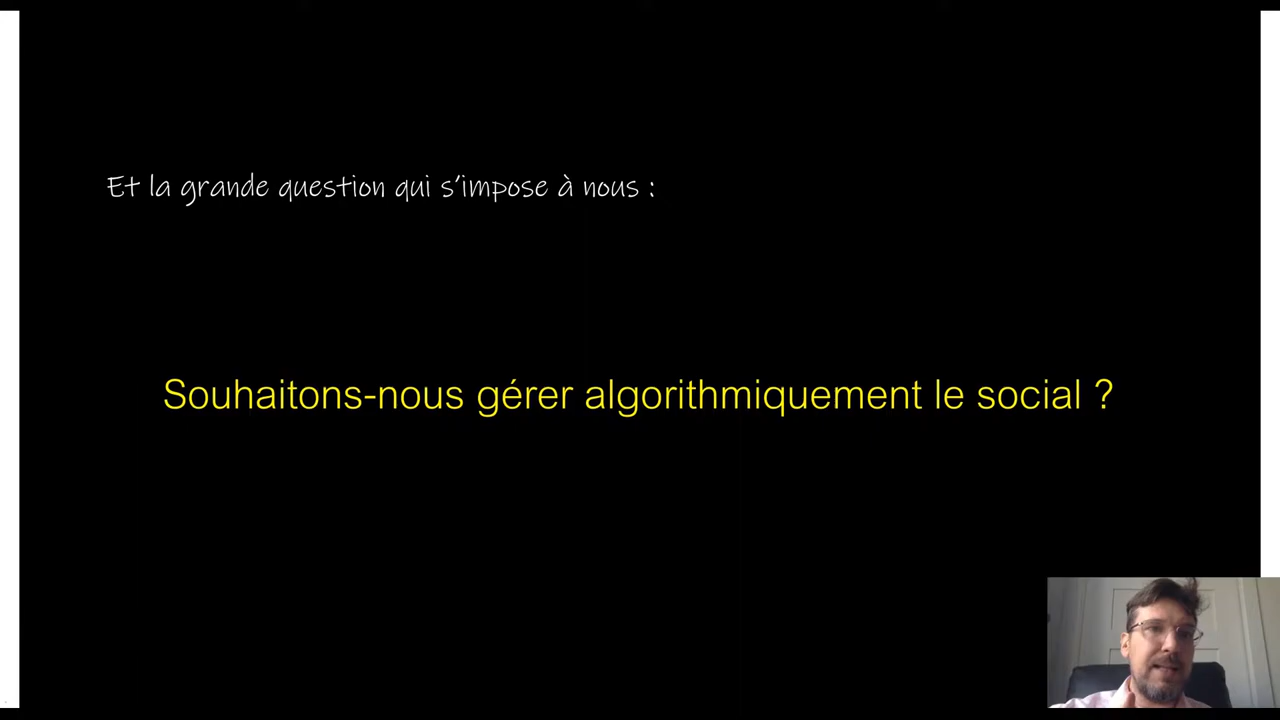 Et la grande question qui s'impose à nous :
Souhaitons-nous gérer algorithmiquement le social ?